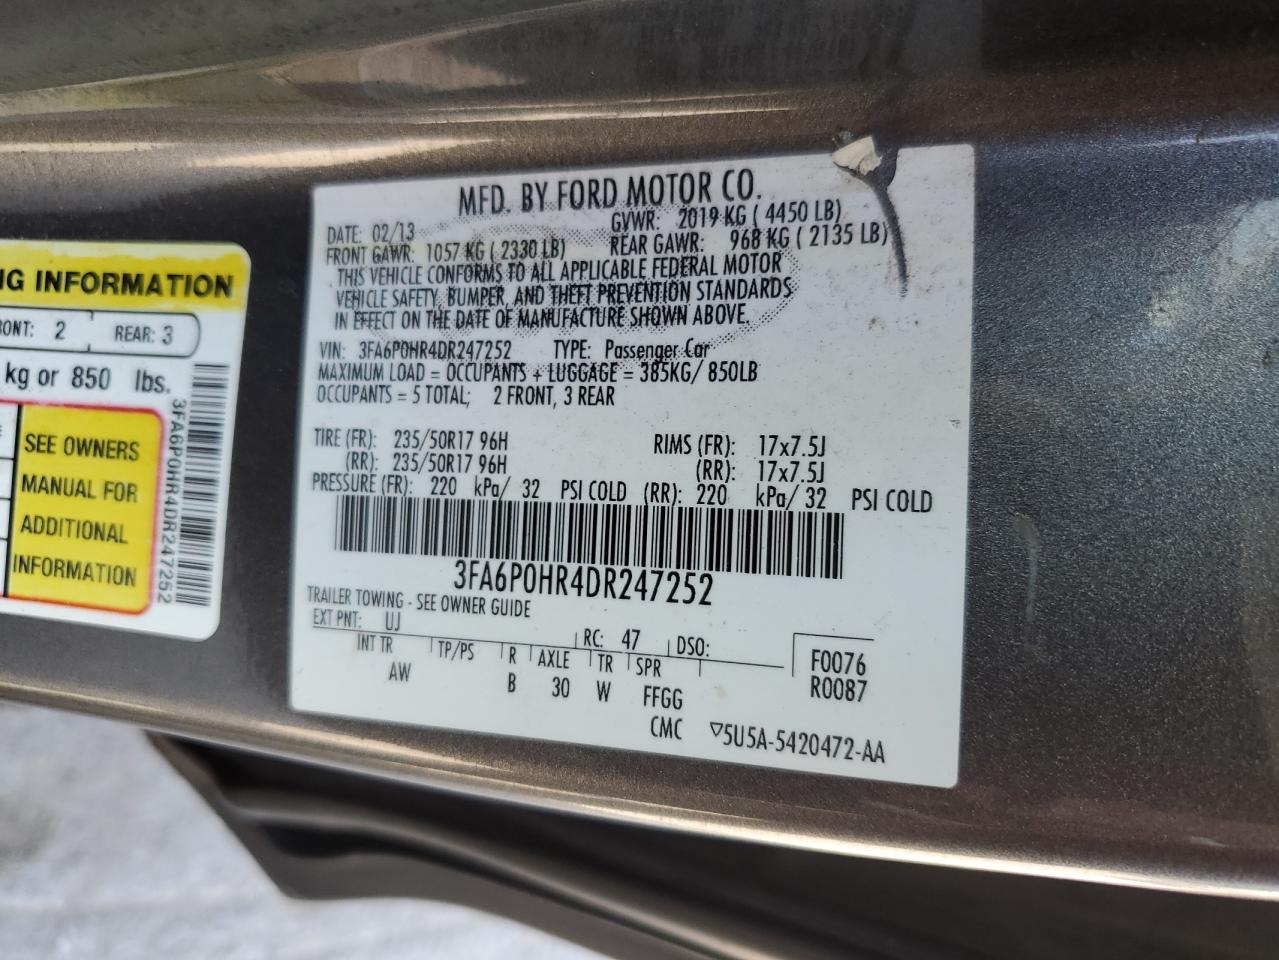 NG INFORMATION
ONT: 2 REAR: 3
kg or 850 lbs.
SEE OWNERS
MANUAL FOR
ADDITIONAL
INFORMATION
3FA6P0HR4DR247252
MFD. BY FORD MOTOR CO.
DATE: 02/13 GVWR: 2019 KG ( 4450 LB)
FRONT GAWR: 1057 KG ( 2330 LB) REAR GAWR: 968 KG ( 2135 LB)
THIS VEHICLE CONFORMS TO ALL APPLICABLE FEDERAL MOTOR
VEHICLE SAFETY, BUMPER, AND THEFT PREVENTION STANDARDS
IN EFFECT ON THE DATE OF MANUFACTURE SHOWN ABOVE.
VIN: 3FA6P0HR4DR247252 TYPE: Passenger Car
MAXIMUM LOAD = OCCUPANTS + LUGGAGE = 385KG/ 850LB
OCCUPANTS = 5 TOTAL; 2 FRONT, 3 REAR
TIRE (FR): 235/50R17 96H RIMS (FR): 17x7.5J
(RR): 235/50R17 96H (RR): 17x7.5J
PRESSURE (FR): 220 kPa/ 32 PSI COLD (RR): 220 kPa/ 32 PSI COLD
3FA6P0HR4DR247252
TRAILER TOWING - SEE OWNER GUIDE
EXT PNT: UJ RC: 47 DSO:
INT TR TP/PS R AXLE TR SPR F0076
AW B 30 W FFGG R0087
CMC ▽5U5A-5420472-AA